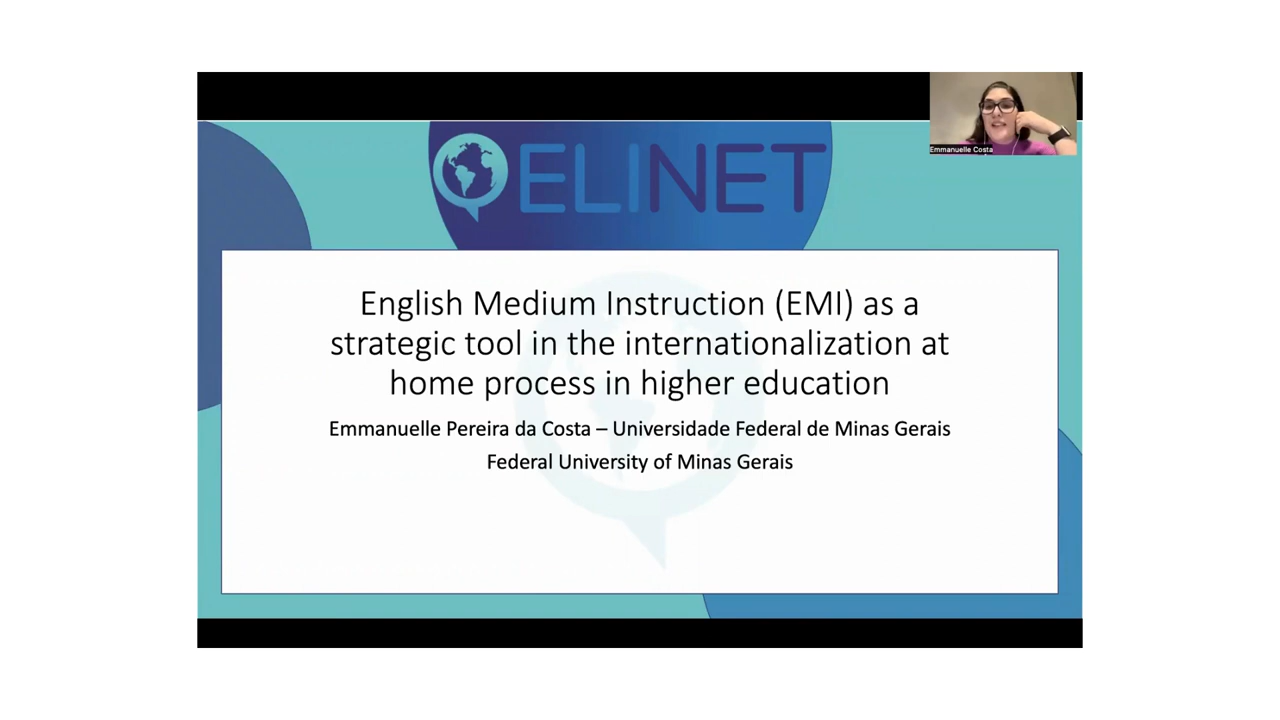 Emmanuelle Costa
ELINET
English Medium Instruction (EMI) as a
strategic tool in the internationalization at
home process in higher education
Emmanuelle Pereira da Costa – Universidade Federal de Minas Gerais
Federal University of Minas Gerais